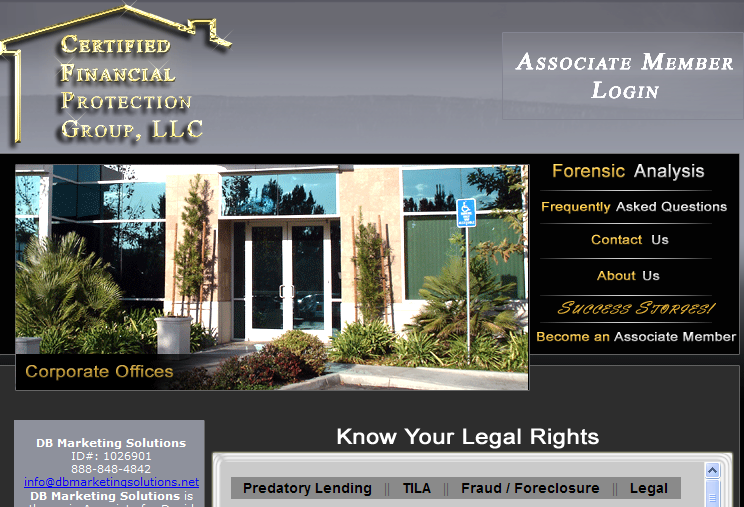 Certified
Financial
Protection
Group, LLC
Associate Member
Login
Forensic Analysis
Frequently Asked Questions
Contact Us
About Us
Success Stories!
Become an Associate Member
Corporate Offices
DB Marketing Solutions
ID#: 1026901
888-848-4842
info@dbmarketingsolutions.net
DB Marketing Solutions is
Know Your Legal Rights
Predatory Lending || TILA || Fraud / Foreclosure || Legal